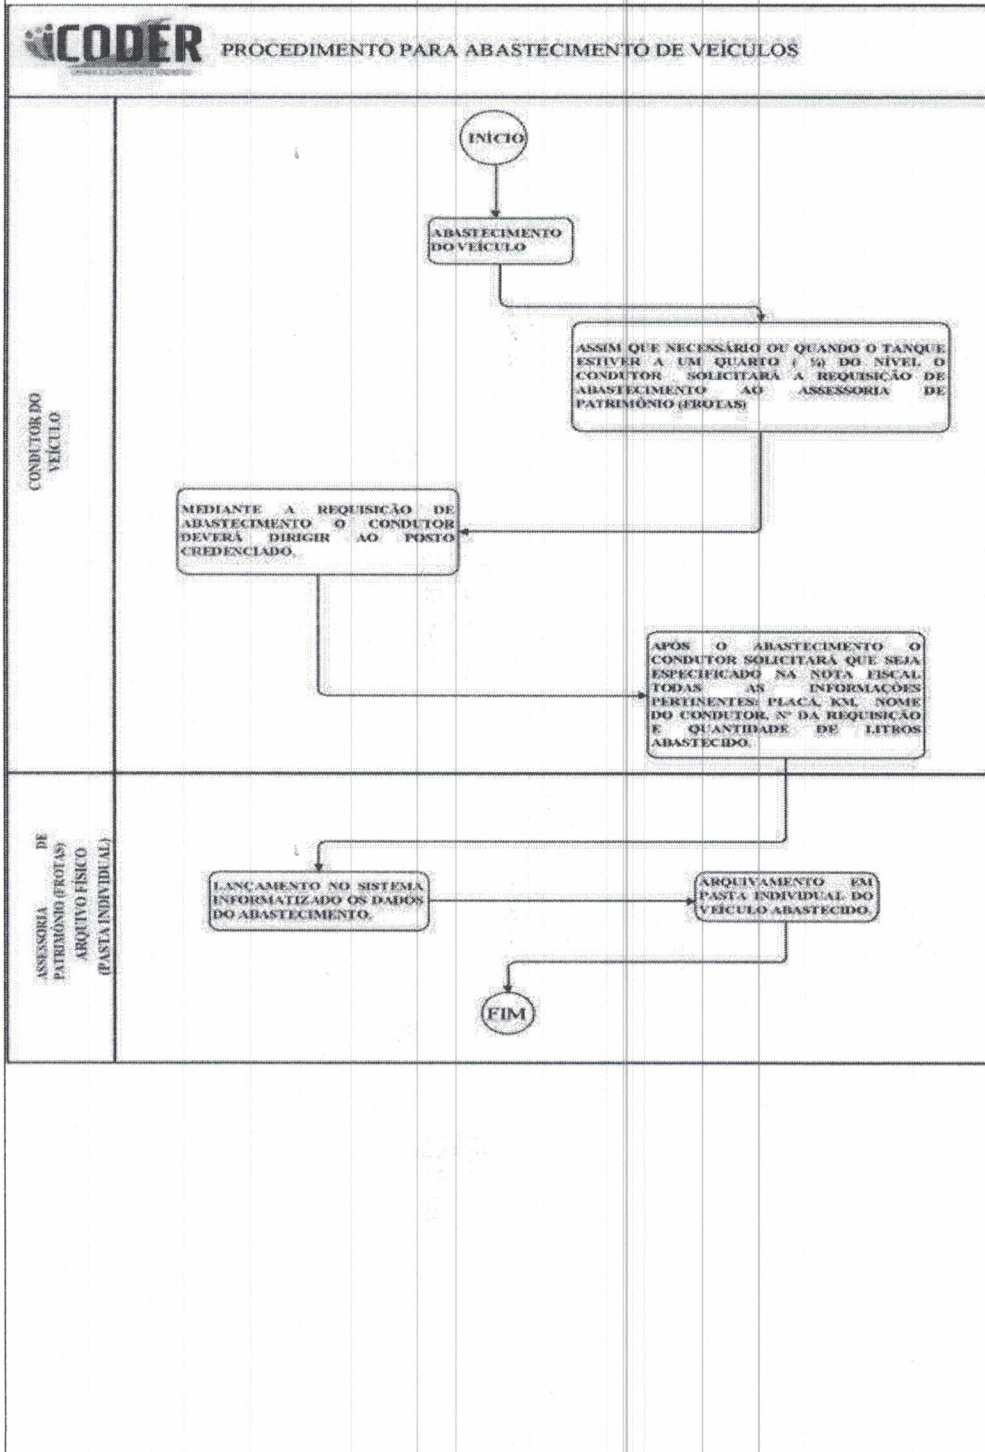 CODER PROCEDIMENTO PARA ABASTECIMENTO DE VEÍCULOS
CONDUTOR DO
VEÍCULO
INÍCIO
ABASTECIMENTO
DO VEÍCULO
ASSIM QUE NECESSÁRIO OU QUANDO O TANQUE
ESTIVER A UM QUARTO ( ¼) DO NÍVEL O
CONDUTOR SOLICITARÁ A REQUISIÇÃO DE
ABASTECIMENTO AO ASSESSORIA DE
PATRIMÔNIO (FROTAS)
MEDIANTE A REQUISIÇÃO DE
ABASTECIMENTO O CONDUTOR
DEVERÁ DIRIGIR AO POSTO
CREDENCIADO.
APÓS O ABASTECIMENTO O
CONDUTOR SOLICITARÁ QUE SEJA
ESPECIFICADO NA NOTA FISCAL
TODAS AS INFORMAÇÕES
PERTINENTES: PLACA, KM, NOME
DO CONDUTOR, Nº DA REQUISIÇÃO
E QUANTIDADE DE LITROS
ABASTECIDO.
ASSESSORIA DE
PATRIMÔNIO (FROTAS)
ARQUIVO FÍSICO
(PASTA INDIVIDUAL)
LANÇAMENTO NO SISTEMA
INFORMATIZADO OS DADOS
DO ABASTECIMENTO.
ARQUIVAMENTO EM
PASTA INDIVIDUAL DO
VEÍCULO ABASTECIDO.
FIM